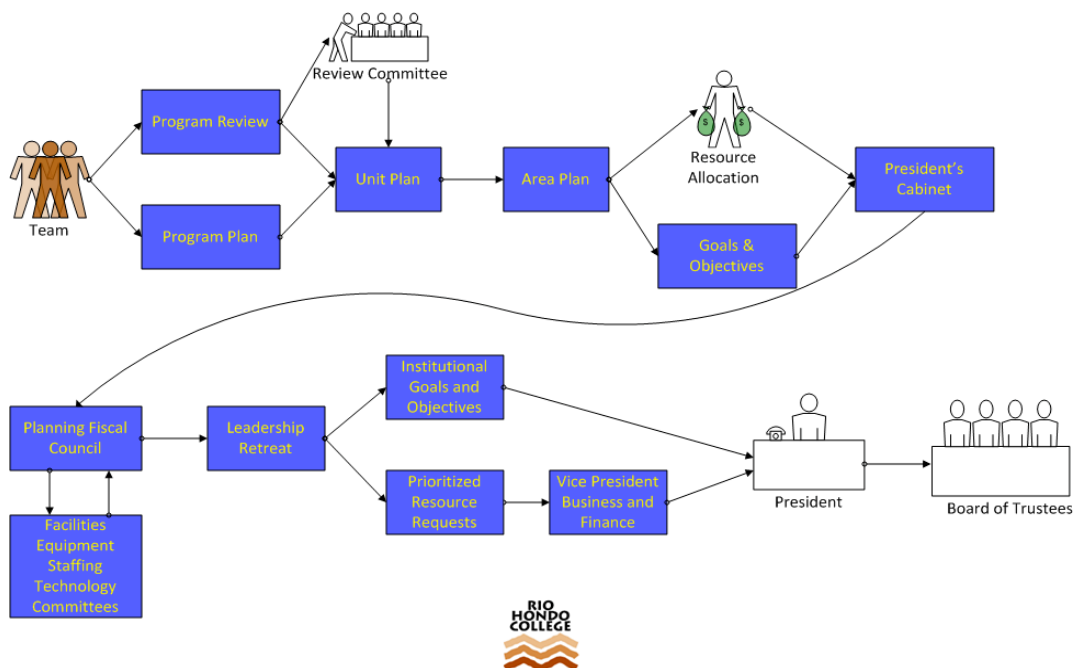 Review Committee
Program Review
Team
Program Plan
Unit Plan
Area Plan
$
$
Resource
Allocation
Goals &
Objectives
President's
Cabinet
Planning Fiscal
Council
Facilities
Equipment
Staffing
Technology
Committees
Leadership
Retreat
Institutional
Goals and
Objectives
Prioritized
Resource
Requests
Vice President
Business and
Finance
President
Board of Trustees
RIO
HONDO
COLLEGE